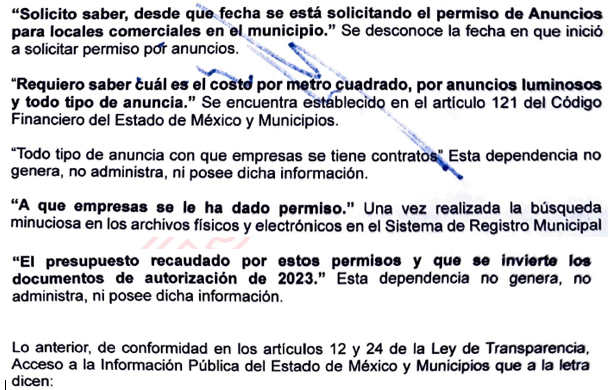 “Solicito saber, desde que fecha se está solicitando el permiso de Anuncios
para locales comerciales en el municipio.” Se desconoce la fecha en que inició
a solicitar permiso por anuncios.
“Requiero saber cuál es el costo por metro cuadrado, por anuncios luminosos
y todo tipo de anuncia.” Se encuentra establecido en el artículo 121 del Código
Financiero del Estado de México y Municipios.
“Todo tipo de anuncia con que empresas se tiene contratos” Esta dependencia no
genera, no administra, ni posee dicha información.
“A que empresas se le ha dado permiso.” Una vez realizada la búsqueda
minuciosa en los archivos físicos y electrónicos en el Sistema de Registro Municipal
“El presupuesto recaudado por estos permisos y que se invierte los
documentos de autorización de 2023.” Esta dependencia no genera, no
administra, ni posee dicha información.
Lo anterior, de conformidad en los artículos 12 y 24 de la Ley de Transparencia,
Acceso a la Información Pública del Estado de México y Municipios que a la letra
dicen: